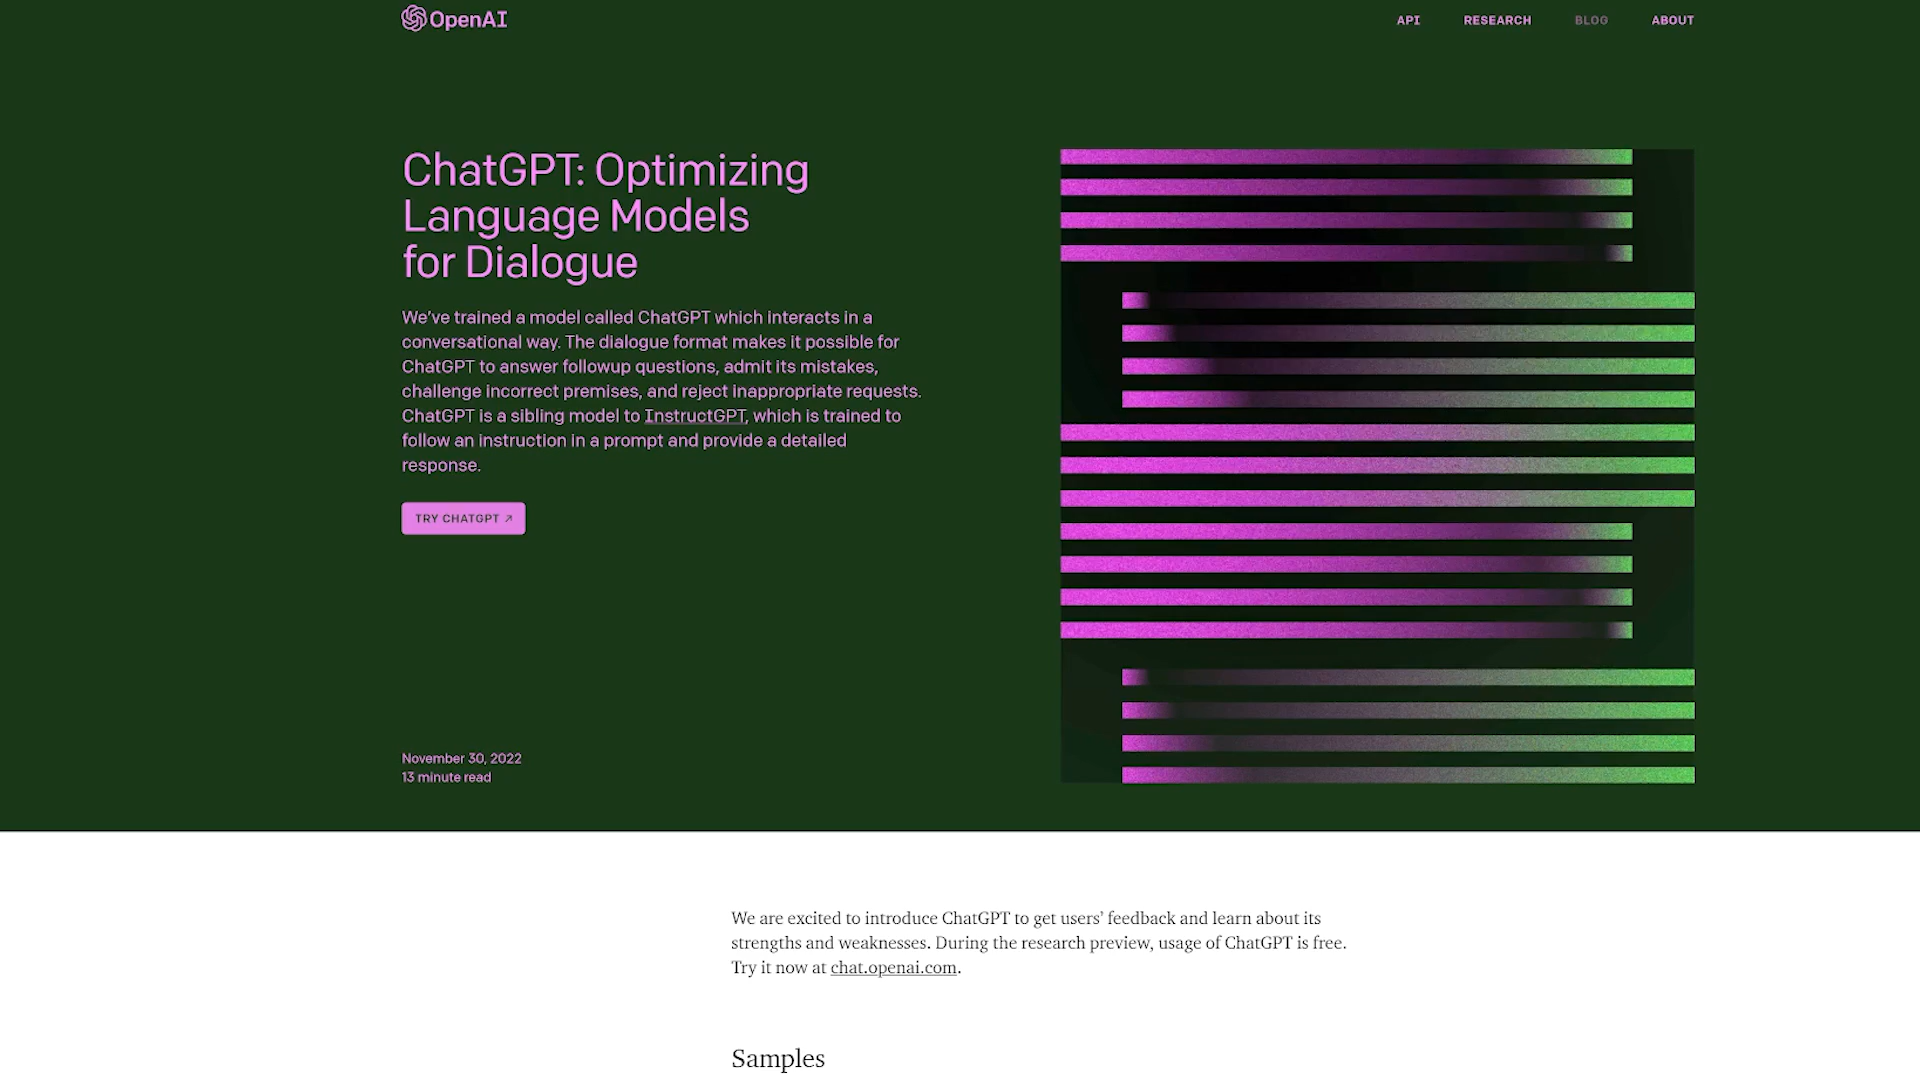 OpenAI
API RESEARCH BLOG ABOUT
ChatGPT: Optimizing
Language Models
for Dialogue
We’ve trained a model called ChatGPT which interacts in a
conversational way. The dialogue format makes it possible for
ChatGPT to answer followup questions, admit its mistakes,
challenge incorrect premises, and reject inappropriate requests.
ChatGPT is a sibling model to InstructGPT, which is trained to
follow an instruction in a prompt and provide a detailed
response.
TRY CHATGPT ↗
November 30, 2022
13 minute read
We are excited to introduce ChatGPT to get users’ feedback and learn about its
strengths and weaknesses. During the research preview, usage of ChatGPT is free.
Try it now at chat.openai.com.
Samples